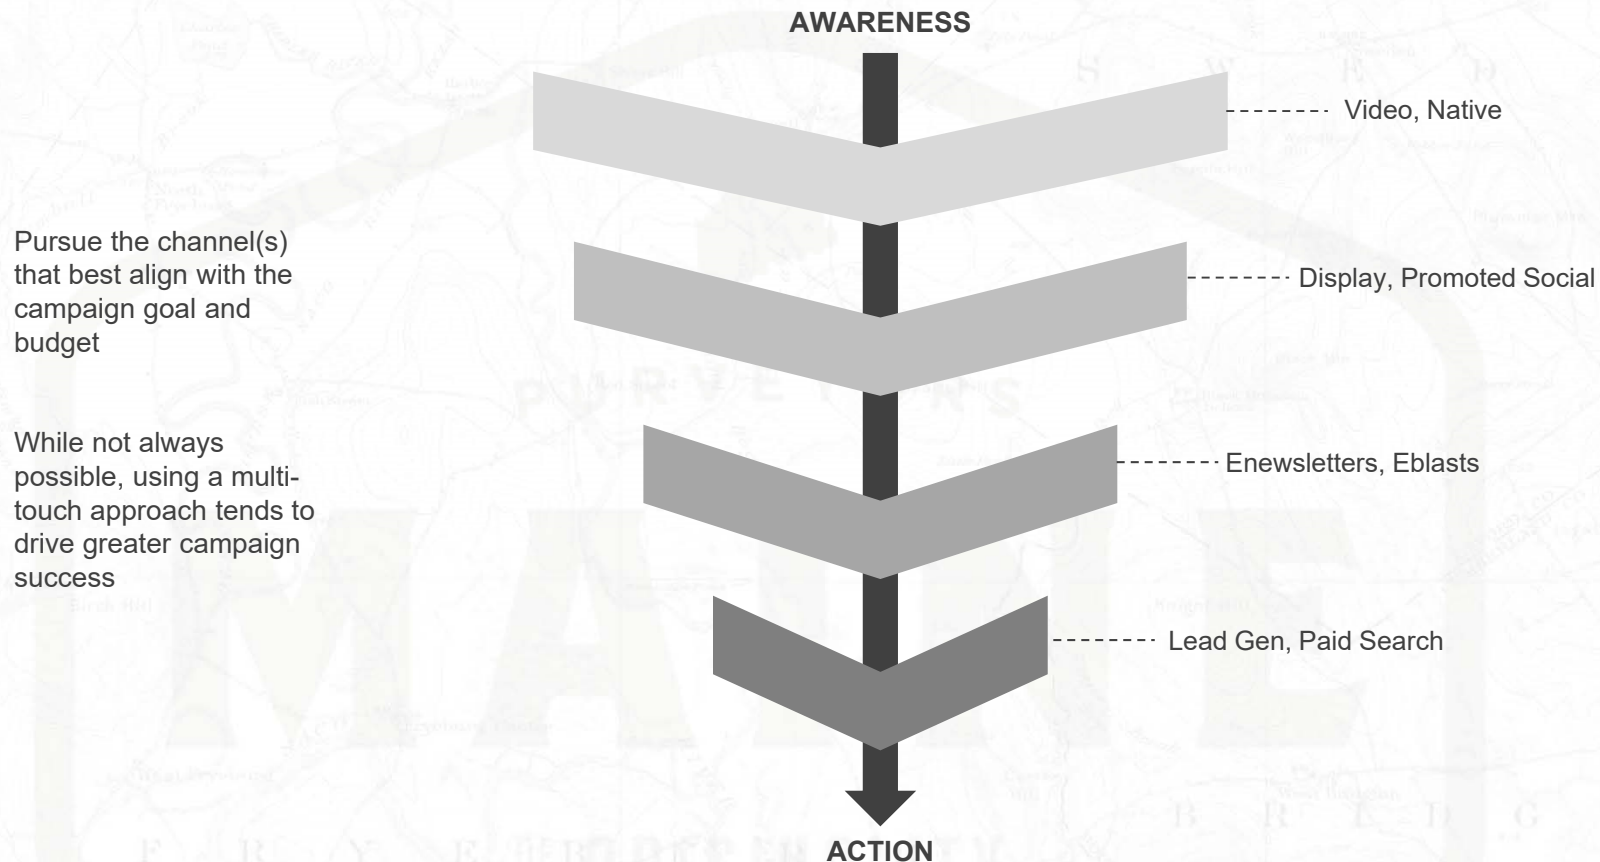 AWARENESS
Video, Native
Pursue the channel(s)
that best align with the
campaign goal and
budget
Display, Promoted Social
While not always
possible, using a multi-
touch approach tends to
drive greater campaign
success
Enewsletters, Eblasts
Lead Gen, Paid Search
ACTION
PURVEYORS
MAINE